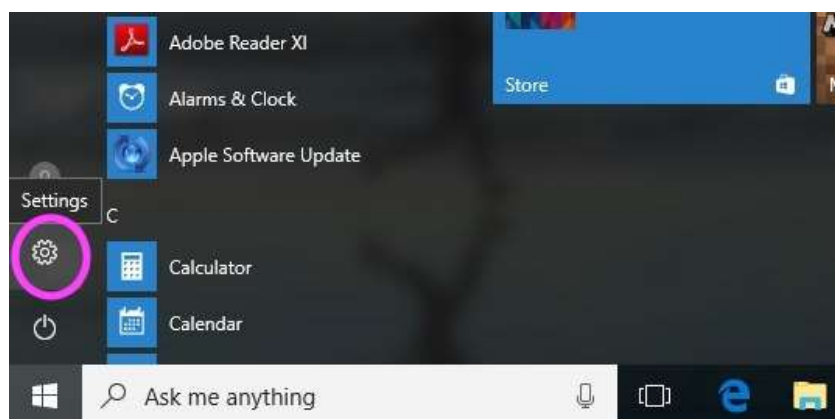 Adobe Reader XI
Alarms & Clock
Apple Software Update
Settings
C
Calculator
Calendar
Store
Ask me anything